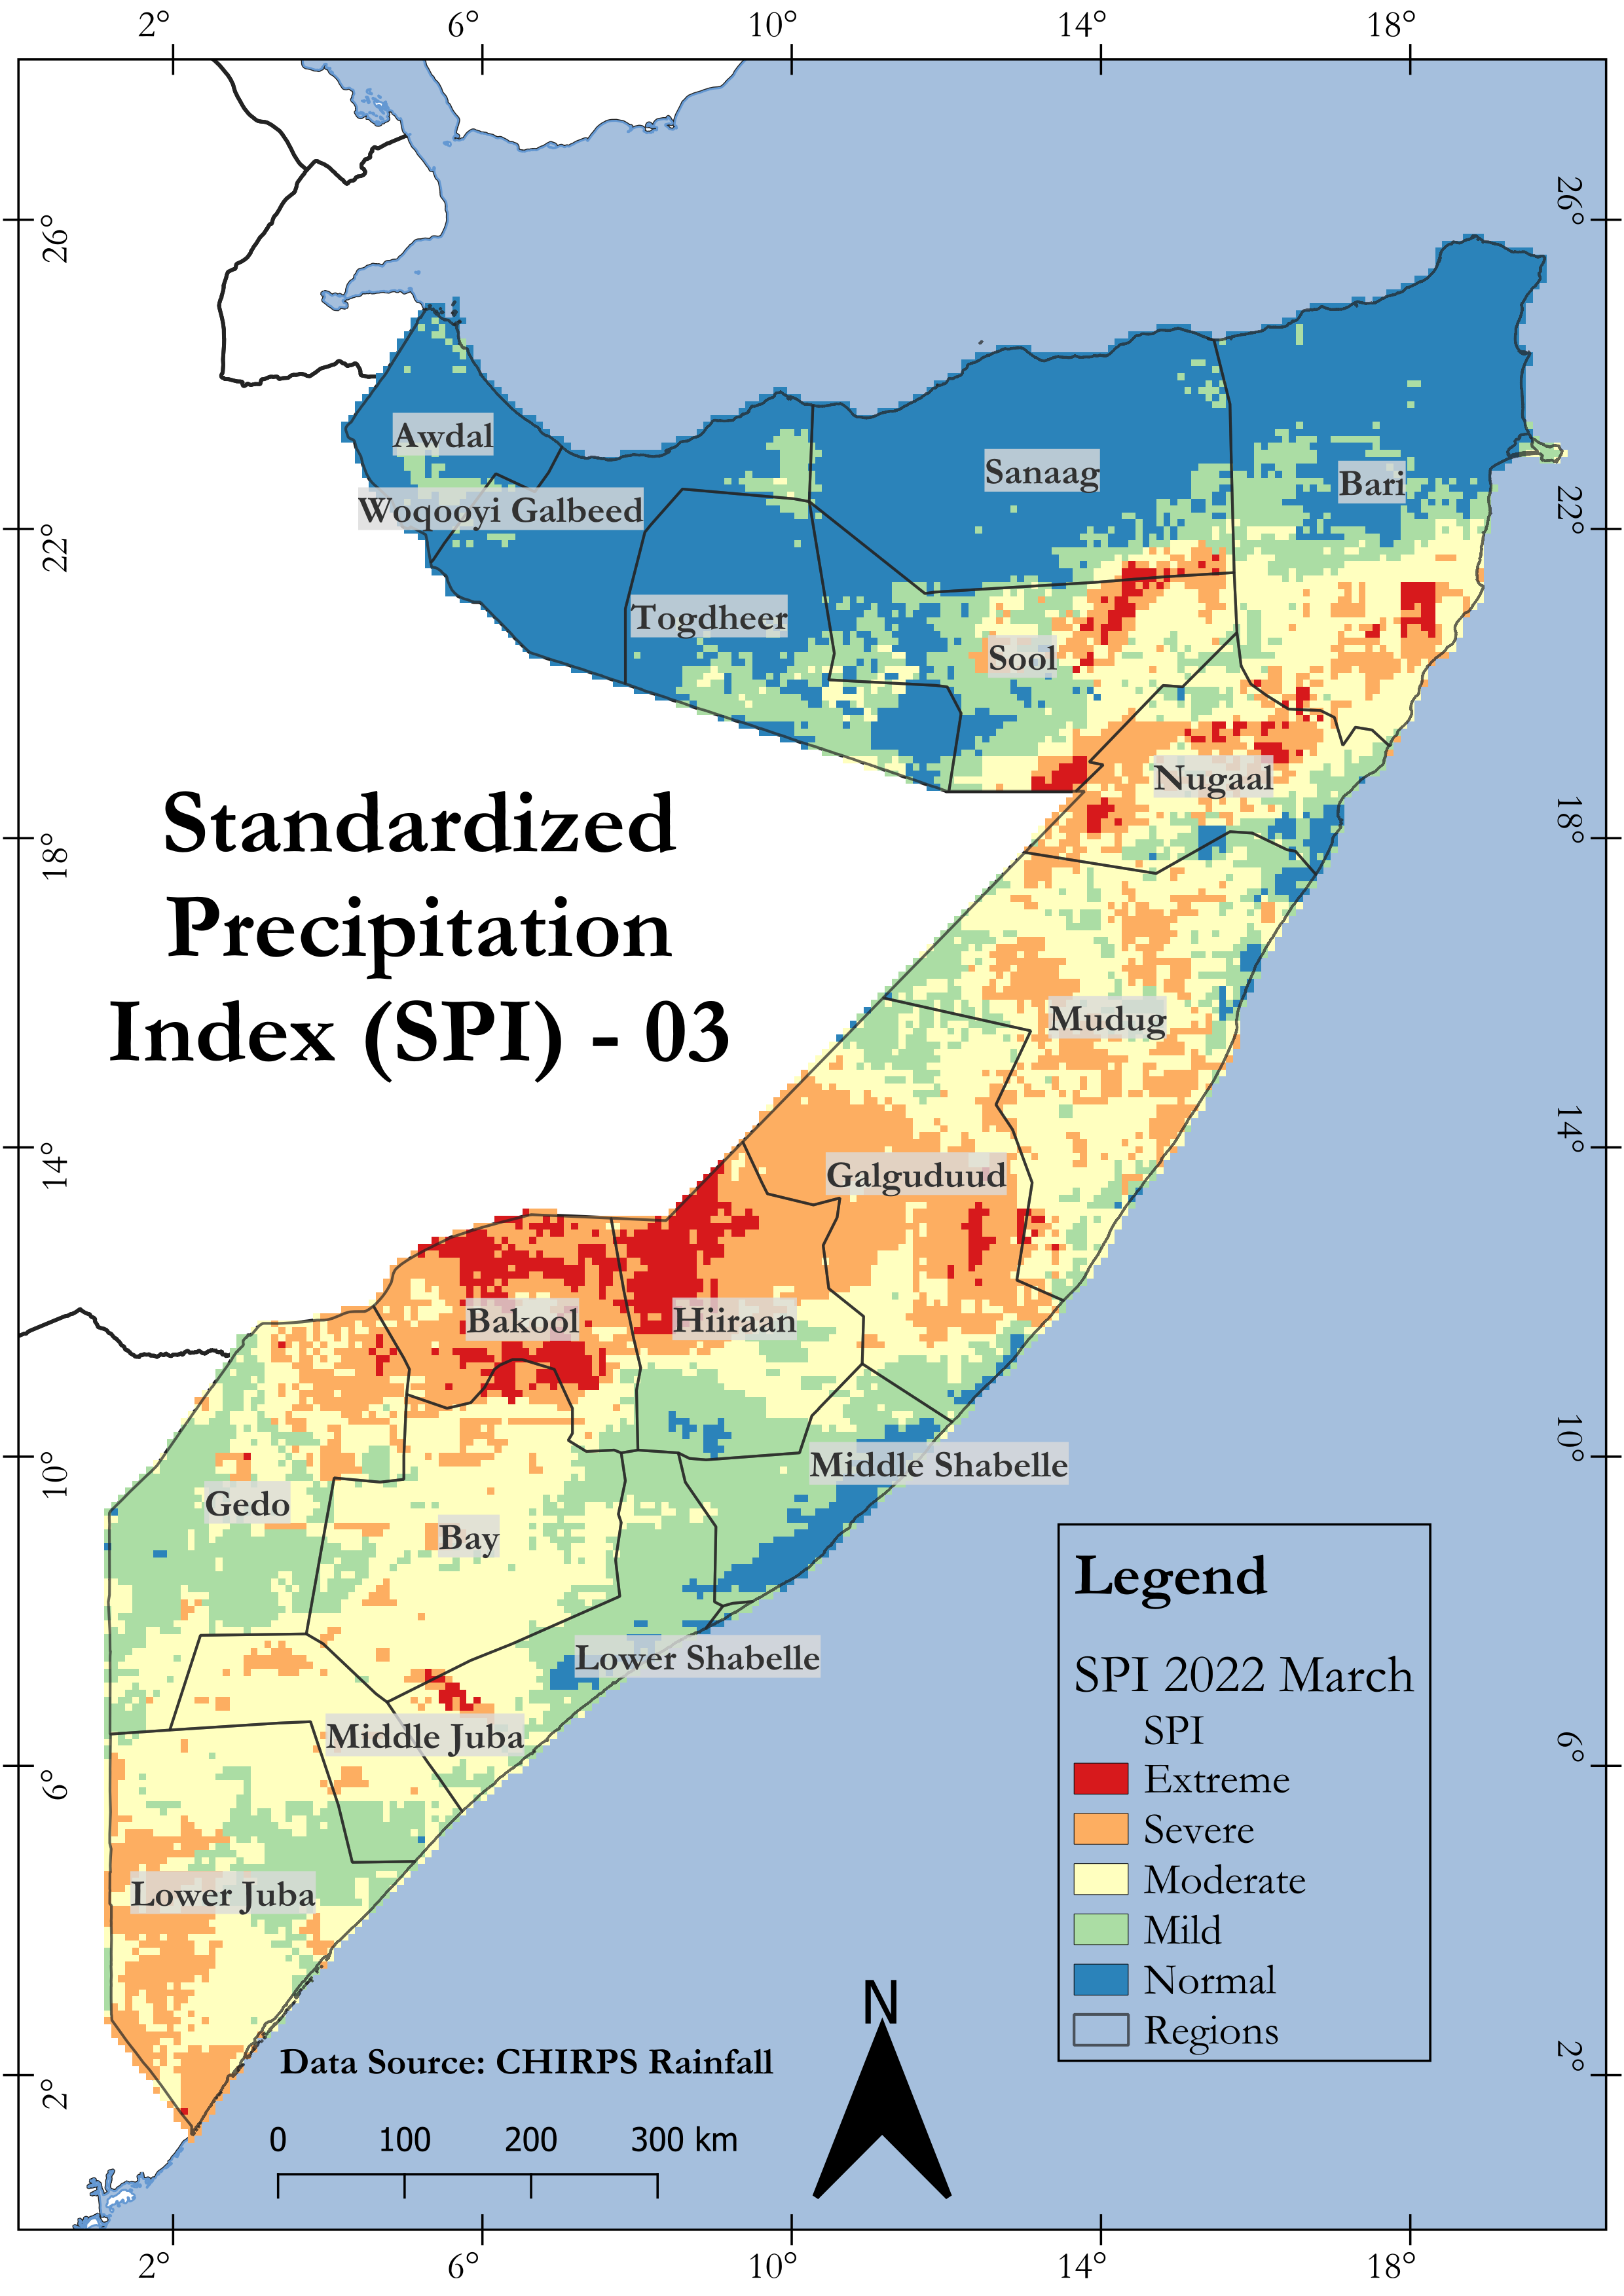 2° 6° 10° 14° 18°
26° 26°
Awdal
Sanaag
Bari
Woqooyi Galbeed
22° 22°
Togdheer
Sool
Nugaal
Standardized
Precipitation
Index (SPI) - 03
18° 18°
Mudug
14° 14°
Galguduud
Bakool
Hiiraan
10° 10°
Middle Shabelle
Gedo
Bay
Lower Shabelle
Middle Juba
6° 6°
Lower Juba
Legend
SPI 2022 March
SPI
Extreme
Severe
Moderate
Mild
Normal
Regions
N
Data Source: CHIRPS Rainfall
2° 2°
0 100 200 300 km
2° 6° 10° 14° 18°